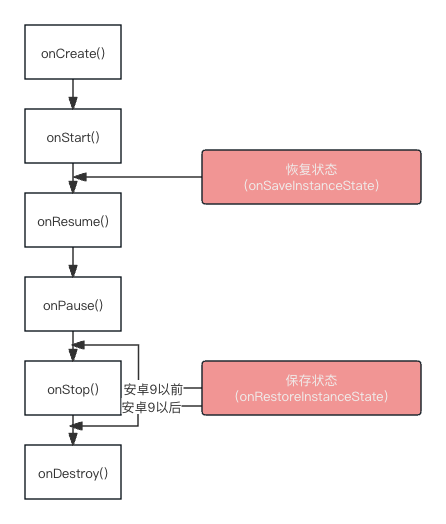 onCreate()
onStart()
恢复状态
（onSaveInstanceState）
onResume()
onPause()
onStop()
安卓9以前
安卓9以后
保存状态
（onRestoreInstanceState）
onDestroy()